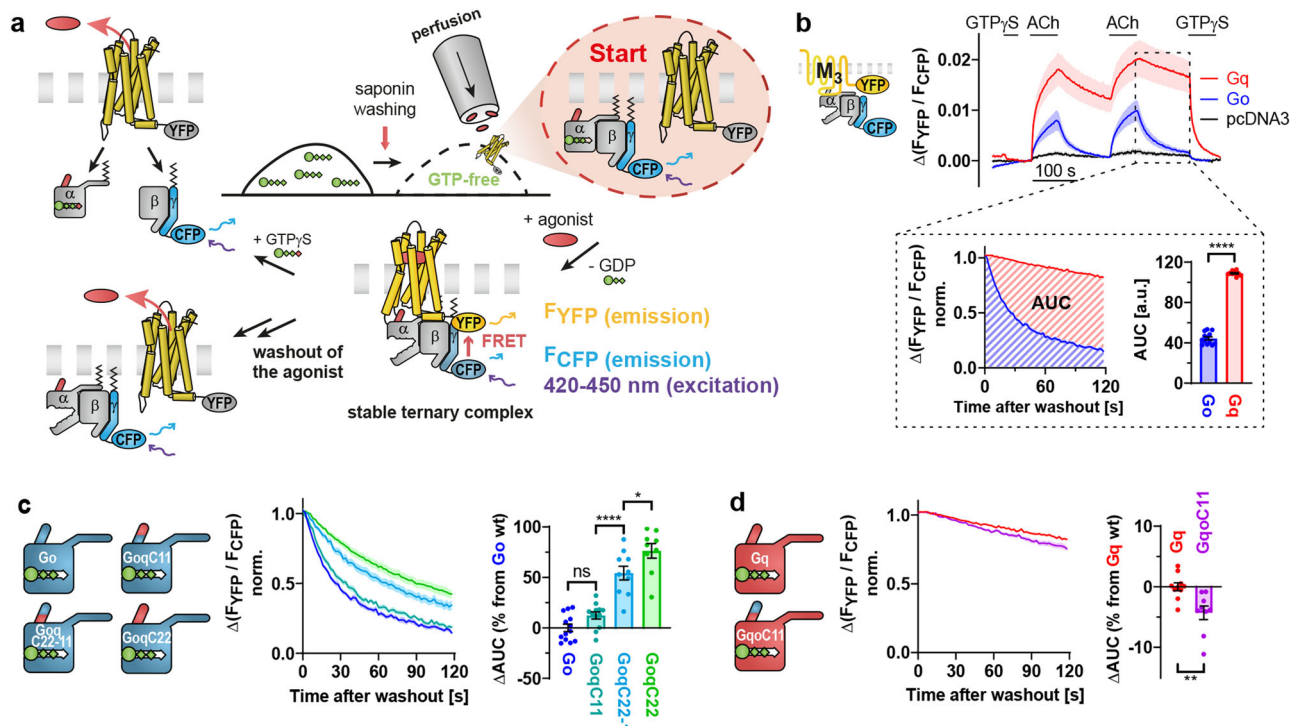 a
perfusion
saponin
washing
Start
GTP-free
YFP
α
β
γ
CFP
YFP
α
β
γ
CFP
+ GTPγS
+ agonist
- GDP
α
β
γ
YFP
FRET
CFP
FYFP (emission)
FCFP (emission)
420-450 nm (excitation)
washout of
the agonist
stable ternary complex
α
β
γ
YFP
CFP
b
GTPγS ACh ACh GTPγS
M3
YFP
β
γ
CFP
Δ(FYFP / FCFP)
0.02
0.01
0.00
100 s
Gq
Go
pcDNA3
Δ(FYFP / FCFP)
norm.
1.0
0.5
0.0
AUC
0 60 120
Time after washout [s]
AUC [a.u.]
120
80
40
0
****
Go
Gq
c
Go
GoqC11
Goq
C22-11
GoqC22
Δ(FYFP / FCFP)
norm.
1.0
0.5
0.0
0 30 60 90 120
Time after washout [s]
ΔAUC (% from Go wt)
100
50
0
-50
ns
****
*
Go
GoqC11
GoqC22
d
Gq
GqoC11
Δ(FYFP / FCFP)
norm.
1.0
0.5
0.0
0 30 60 90 120
Time after washout [s]
ΔAUC (% from Gq wt)
10
0
-10
Gq
GqoC11
**